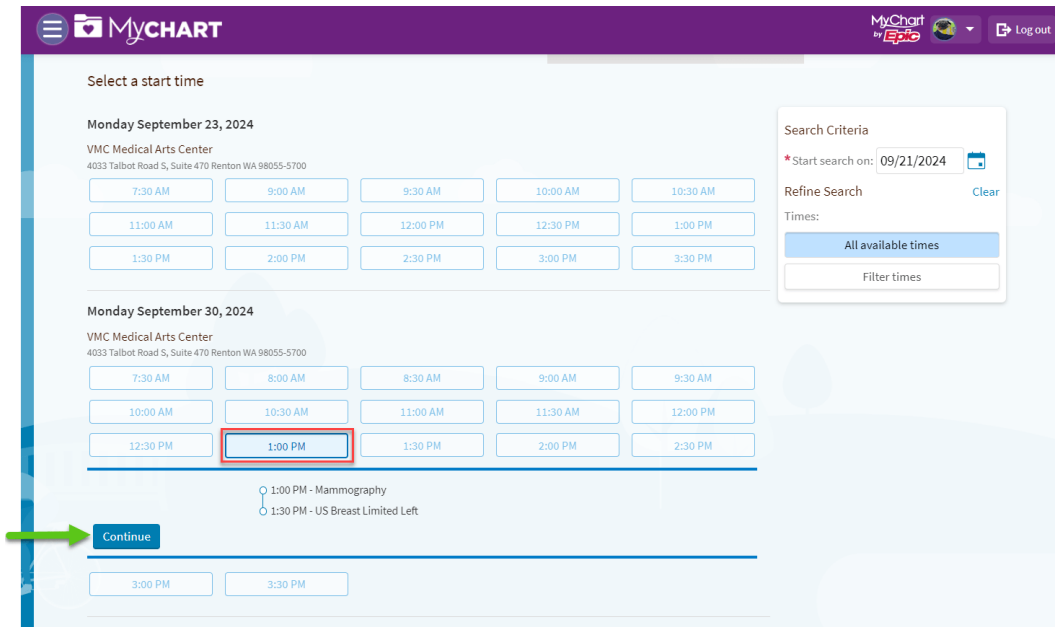 MyCHART
MyChart
by Epic
Log out
Select a start time
Monday September 23, 2024
VMC Medical Arts Center
4033 Talbot Road S, Suite 470 Renton WA 98055-5700
7:30 AM 9:00 AM 9:30 AM 10:00 AM 10:30 AM
11:00 AM 11:30 AM 12:00 PM 12:30 PM 1:00 PM
1:30 PM 2:00 PM 2:30 PM 3:00 PM 3:30 PM
Monday September 30, 2024
VMC Medical Arts Center
4033 Talbot Road S, Suite 470 Renton WA 98055-5700
7:30 AM 8:00 AM 8:30 AM 9:00 AM 9:30 AM
10:00 AM 10:30 AM 11:00 AM 11:30 AM 12:00 PM
12:30 PM 1:00 PM 1:30 PM 2:00 PM 2:30 PM
1:00 PM - Mammography
1:30 PM - US Breast Limited Left
Continue
3:00 PM 3:30 PM
Search Criteria
*Start search on: 09/21/2024
Refine Search Clear
Times:
All available times
Filter times